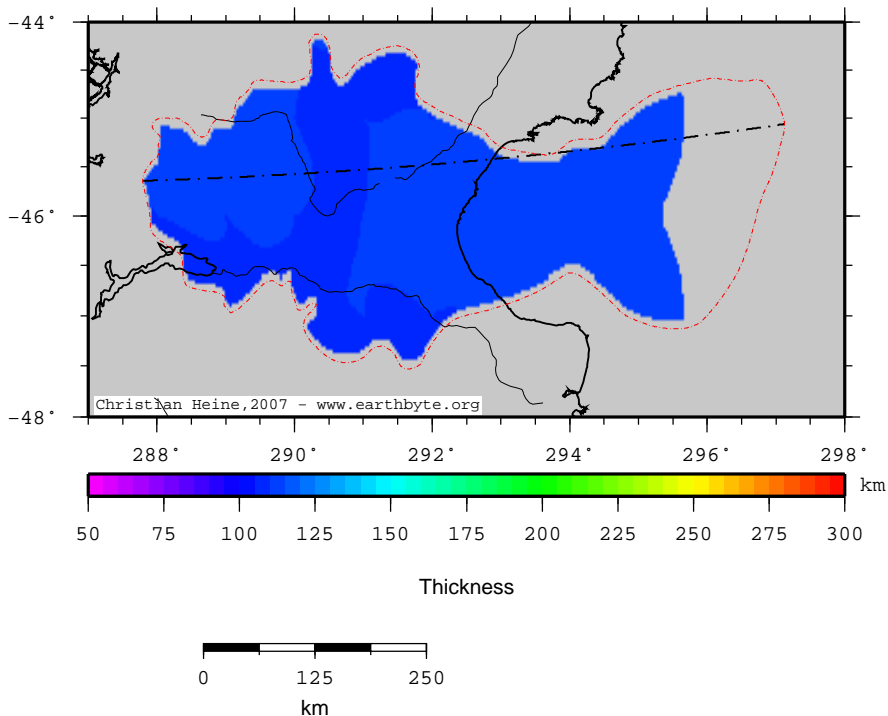 -44°
-46°
-48°
Christian Heine,2007 - www.earthbyte.org
288° 290° 292° 294° 296° 298°
km
50 75 100 125 150 175 200 225 250 275 300
Thickness
0 125 250
km